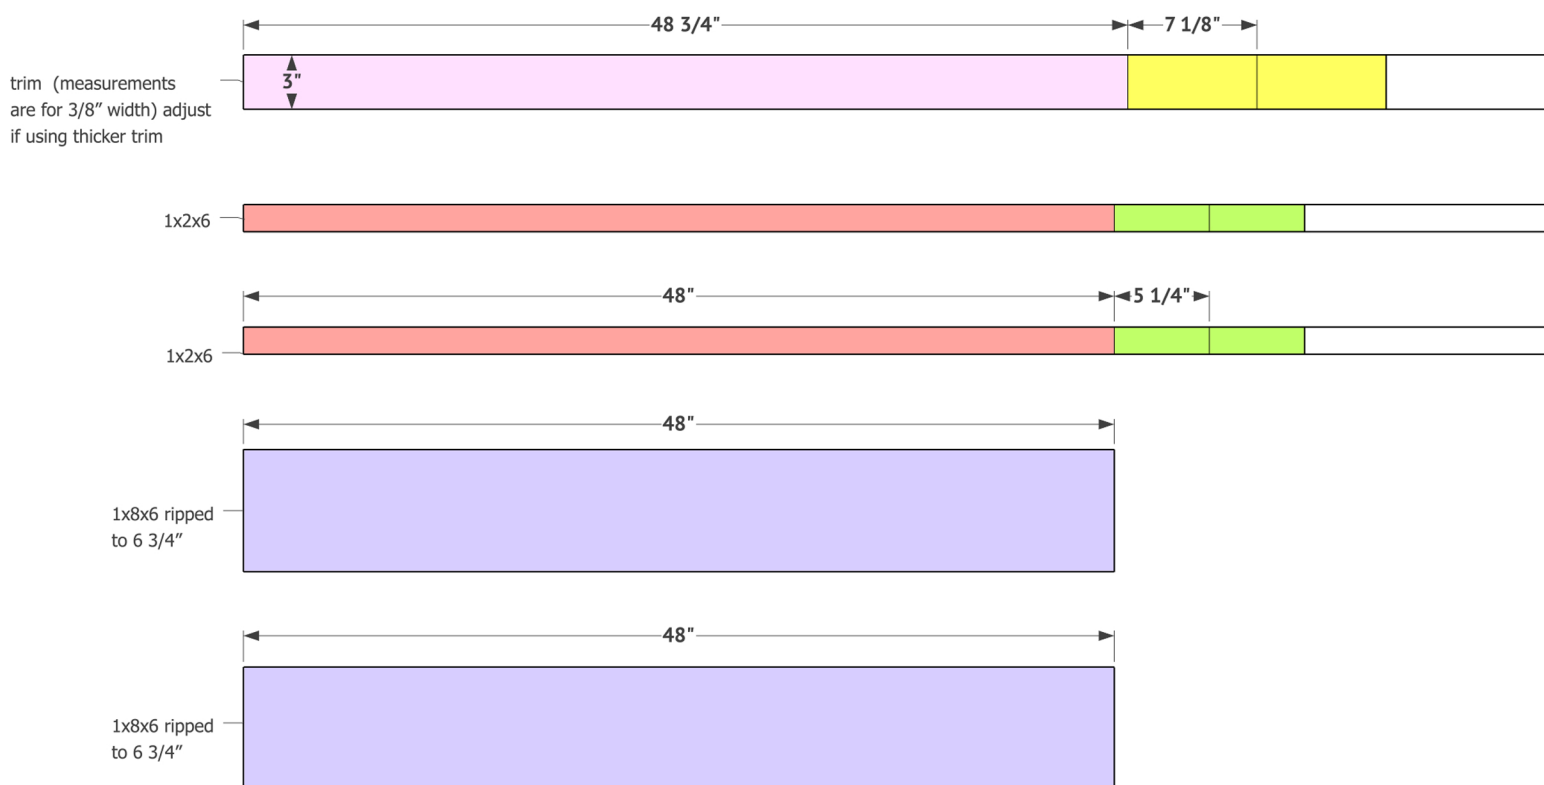 48 3/4"
7 1/8"
3"
trim (measurements
are for 3/8" width) adjust
if using thicker trim
1x2x6
48"
5 1/4"
1x2x6
48"
1x8x6 ripped
to 6 3/4"
48"
1x8x6 ripped
to 6 3/4"